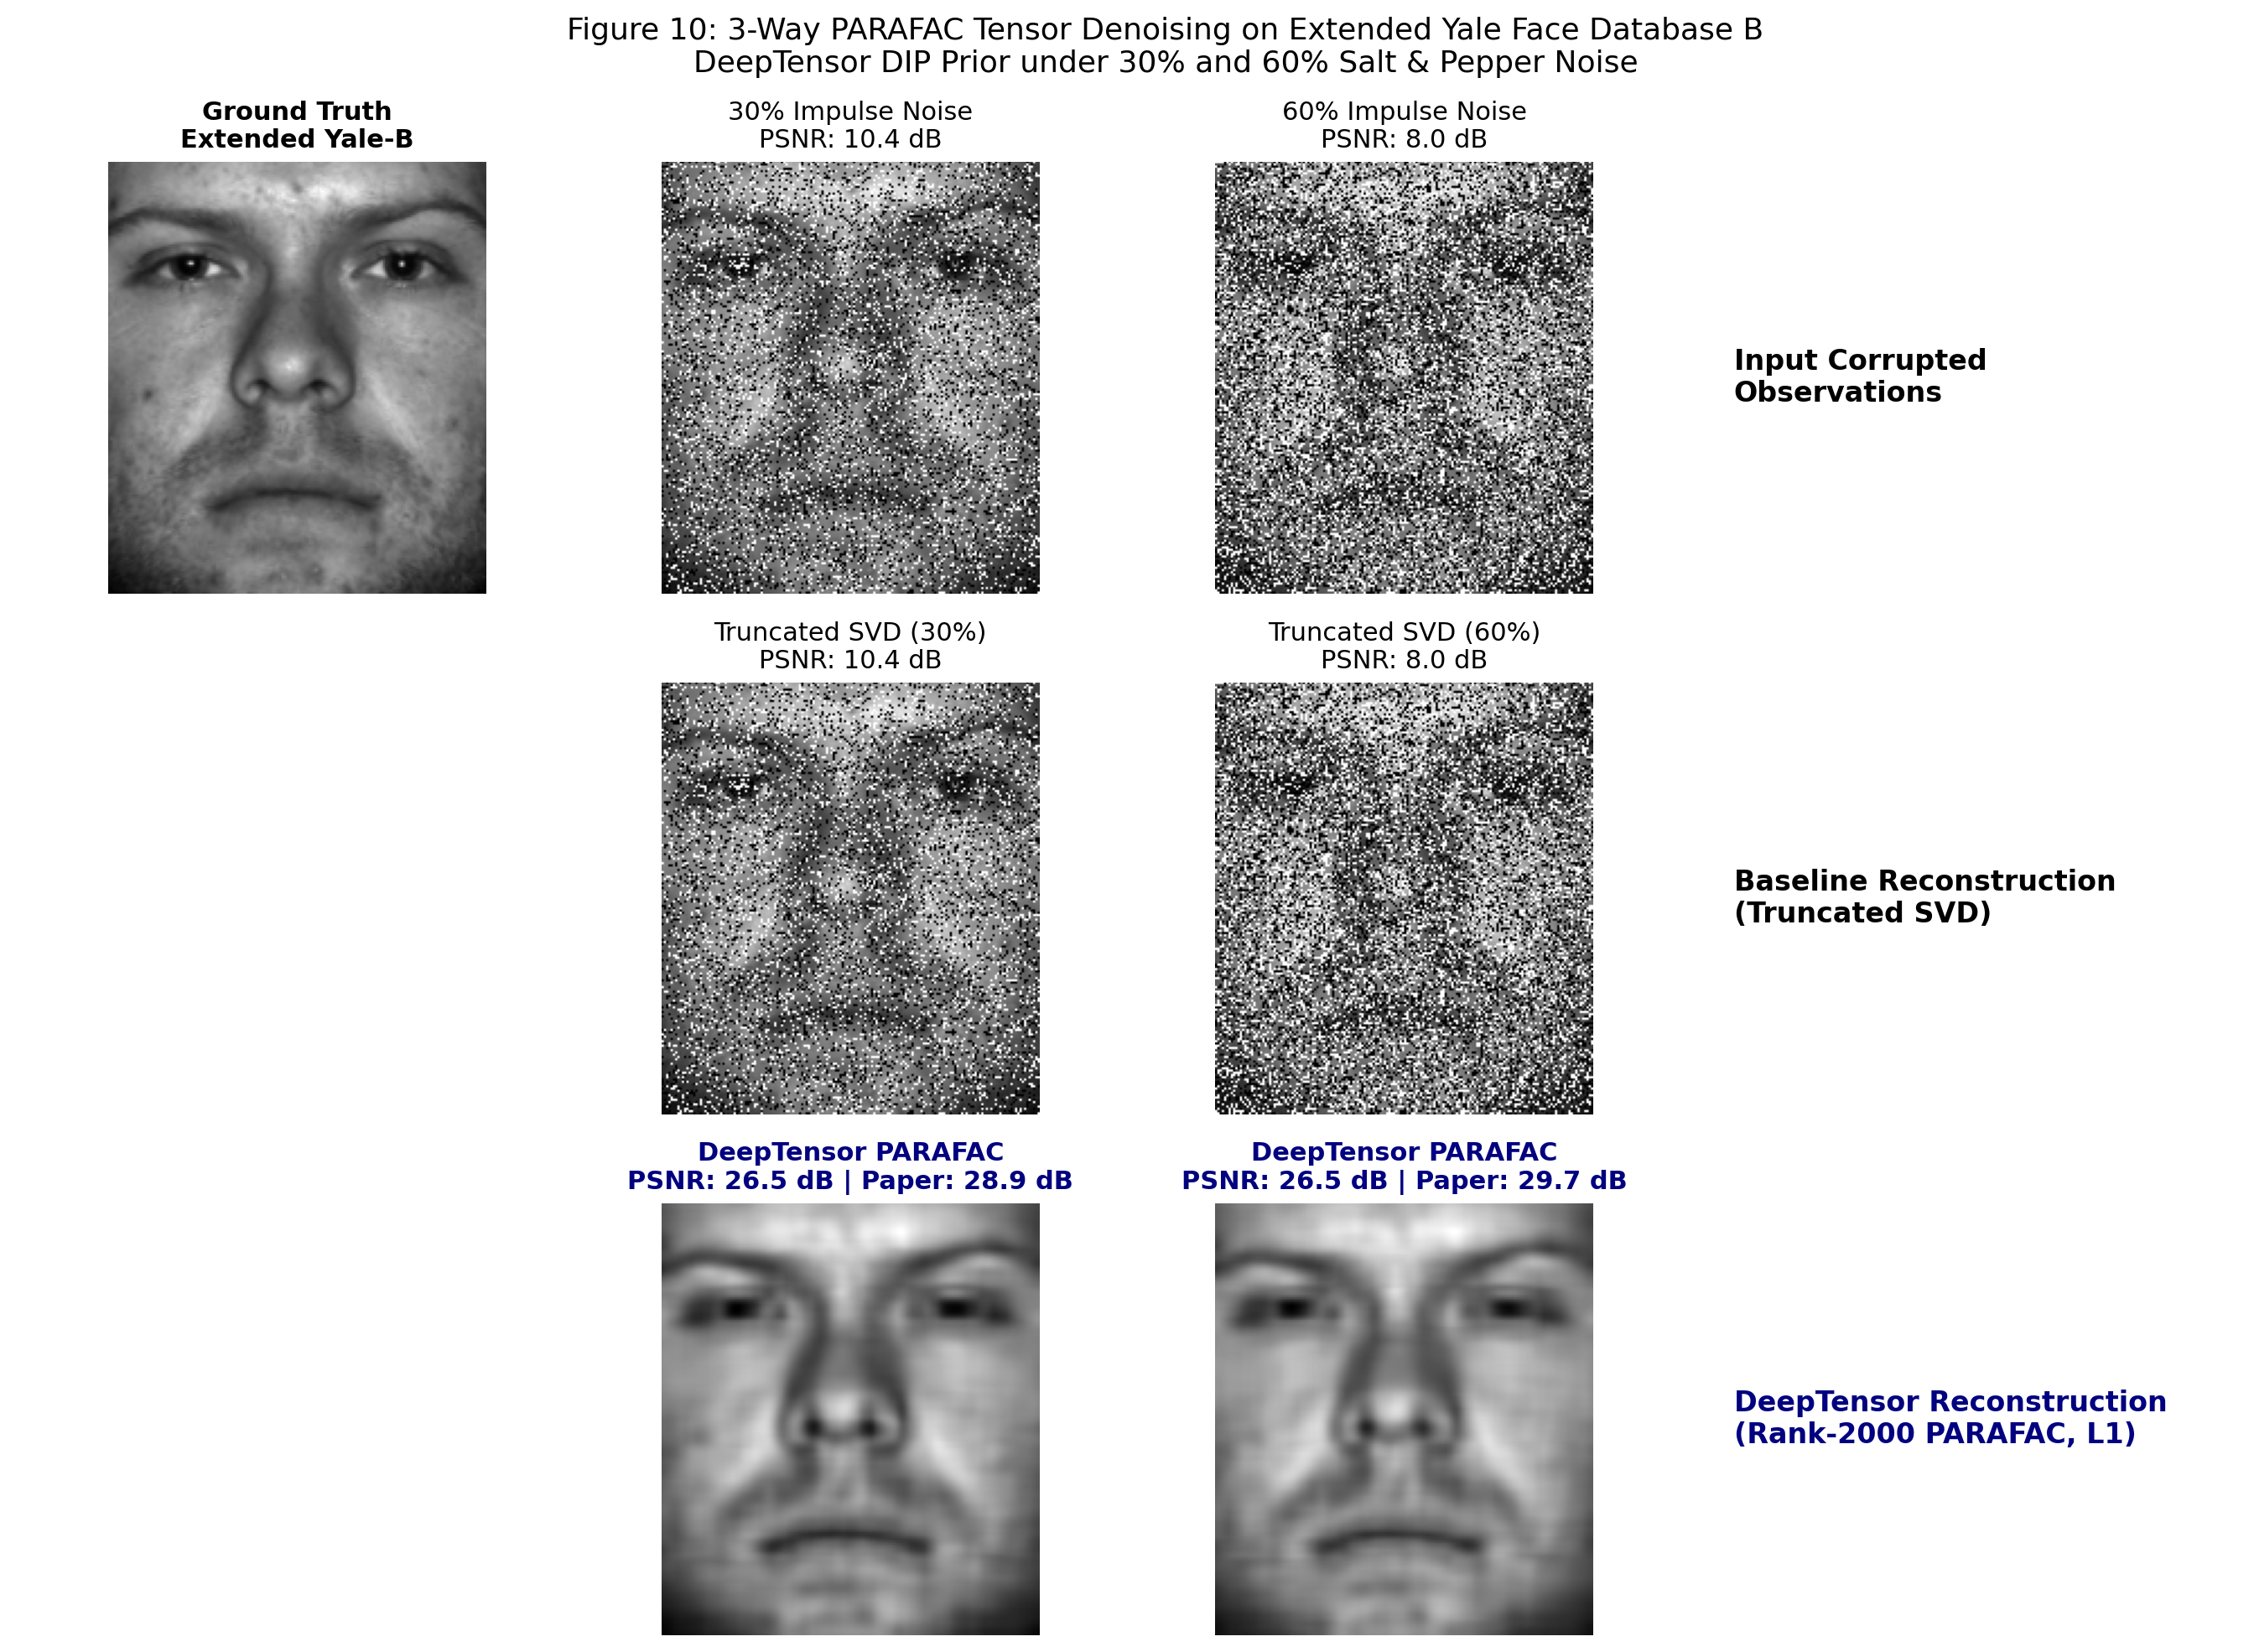 Figure 10: 3-Way PARAFAC Tensor Denoising on Extended Yale Face Database B
DeepTensor DIP Prior under 30% and 60% Salt & Pepper Noise
Ground Truth
Extended Yale-B
30% Impulse Noise
PSNR: 10.4 dB
60% Impulse Noise
PSNR: 8.0 dB
Input Corrupted
Observations
Truncated SVD (30%)
PSNR: 10.4 dB
Truncated SVD (60%)
PSNR: 8.0 dB
Baseline Reconstruction
(Truncated SVD)
DeepTensor PARAFAC
PSNR: 26.5 dB | Paper: 28.9 dB
DeepTensor PARAFAC
PSNR: 26.5 dB | Paper: 29.7 dB
DeepTensor Reconstruction
(Rank-2000 PARAFAC, L1)